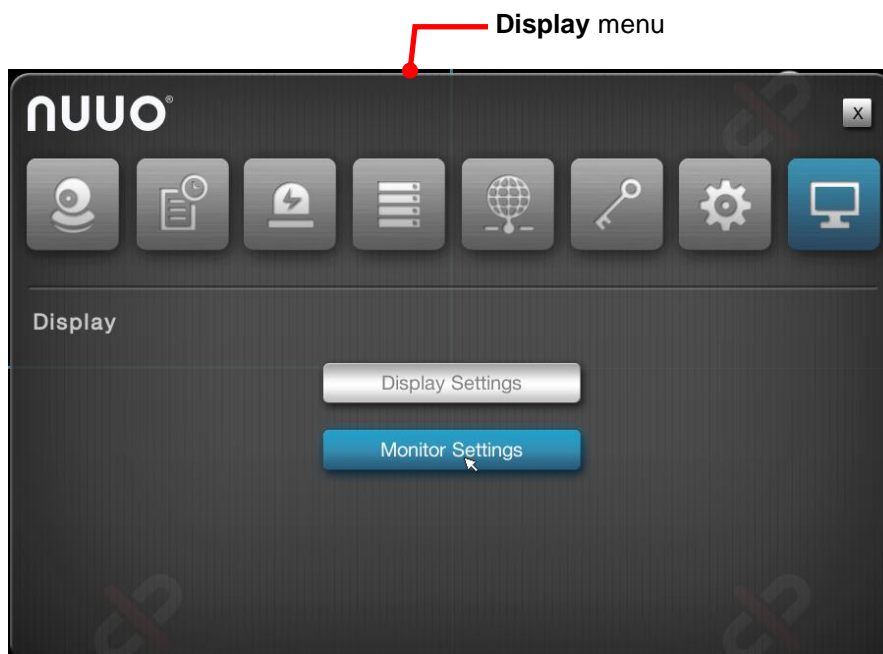 Display menu
nuuo®
X
Display
Display Settings
Monitor Settings